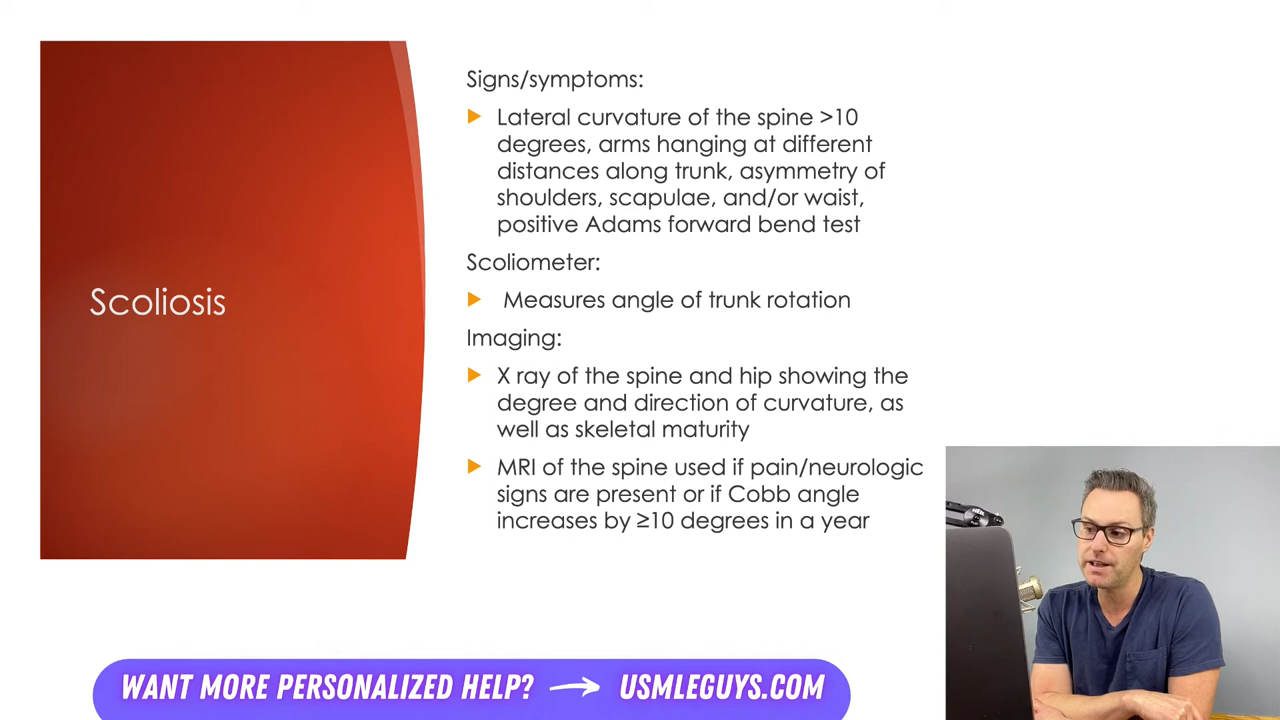 Scoliosis
Signs/symptoms:
Lateral curvature of the spine >10
degrees, arms hanging at different
distances along trunk, asymmetry of
shoulders, scapulae, and/or waist,
positive Adams forward bend test
Scoliometer:
Measures angle of trunk rotation
Imaging:
X ray of the spine and hip showing the
degree and direction of curvature, as
well as skeletal maturity
MRI of the spine used if pain/neurologic
signs are present or if Cobb angle
increases by ≥10 degrees in a year
WANT MORE PERSONALIZED HELP? → USMLEGUYS.COM